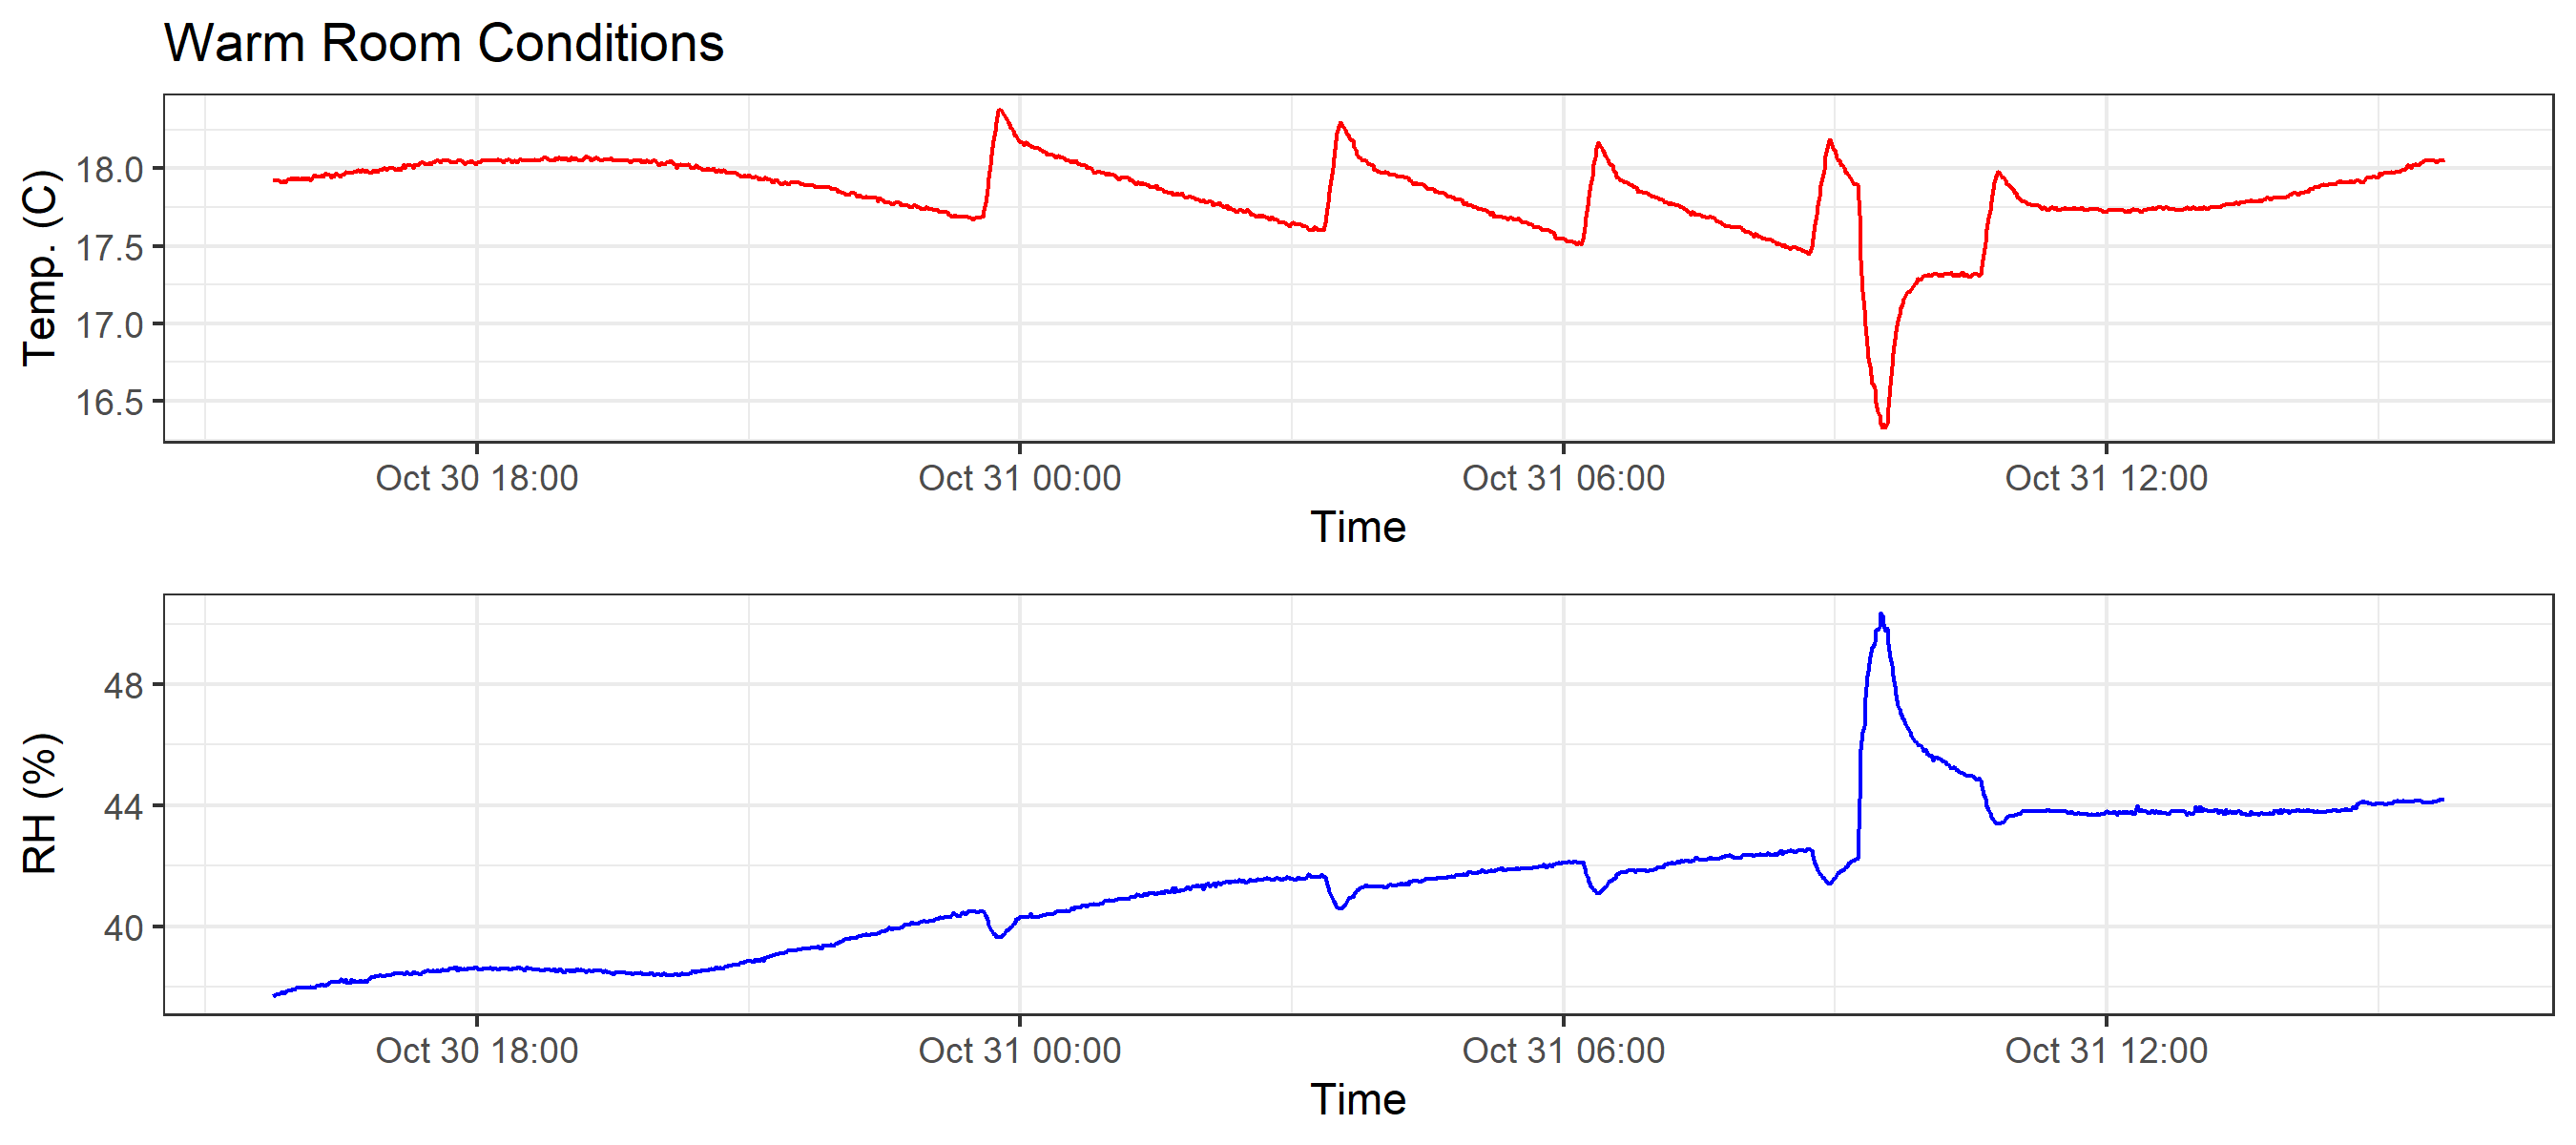 Warm Room Conditions
Temp. (C)
18.0
17.5
17.0
16.5
Oct 30 18:00 Oct 31 00:00 Oct 31 06:00 Oct 31 12:00
Time
RH (%)
48
44
40
Oct 30 18:00 Oct 31 00:00 Oct 31 06:00 Oct 31 12:00
Time